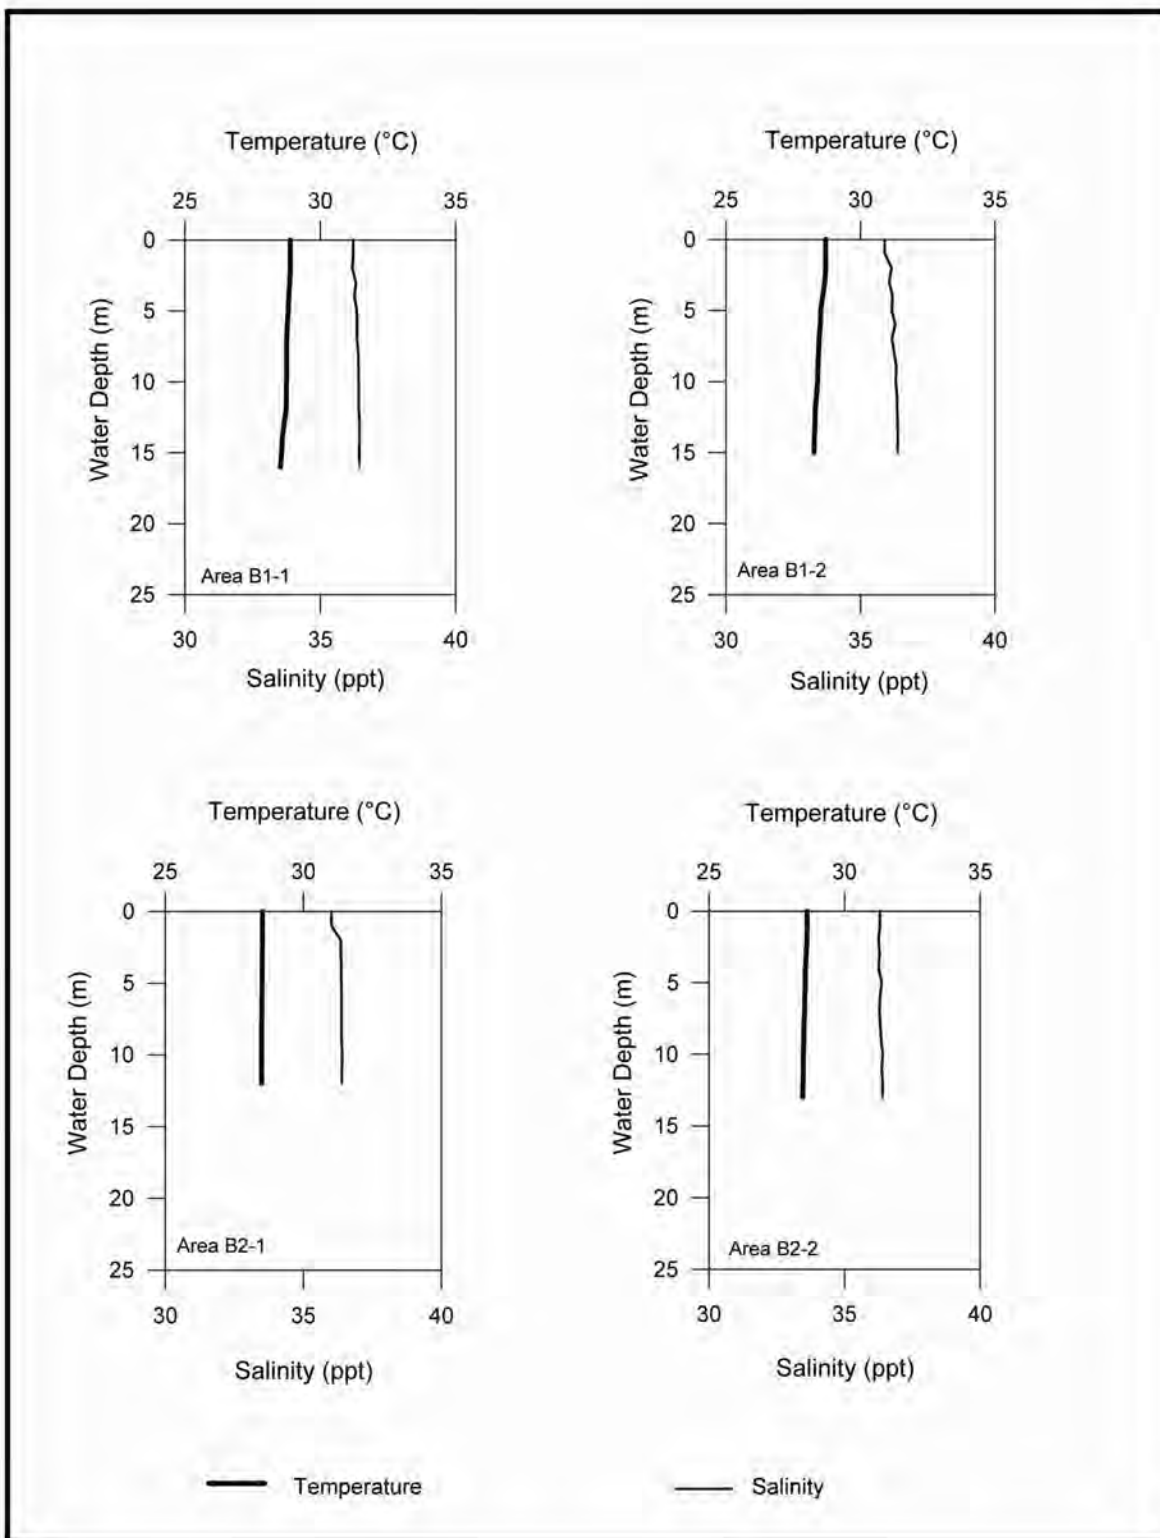 Temperature (°C)
25 30 35
0
5
10
15
20
25
Water Depth (m)
Area B1-1
30 35 40
Salinity (ppt)
Temperature (°C)
25 30 35
0
5
10
15
20
25
Water Depth (m)
Area B1-2
30 35 40
Salinity (ppt)
Temperature (°C)
25 30 35
0
5
10
15
20
25
Water Depth (m)
Area B2-1
30 35 40
Salinity (ppt)
Temperature (°C)
25 30 35
0
5
10
15
20
25
Water Depth (m)
Area B2-2
30 35 40
Salinity (ppt)
Temperature
Salinity